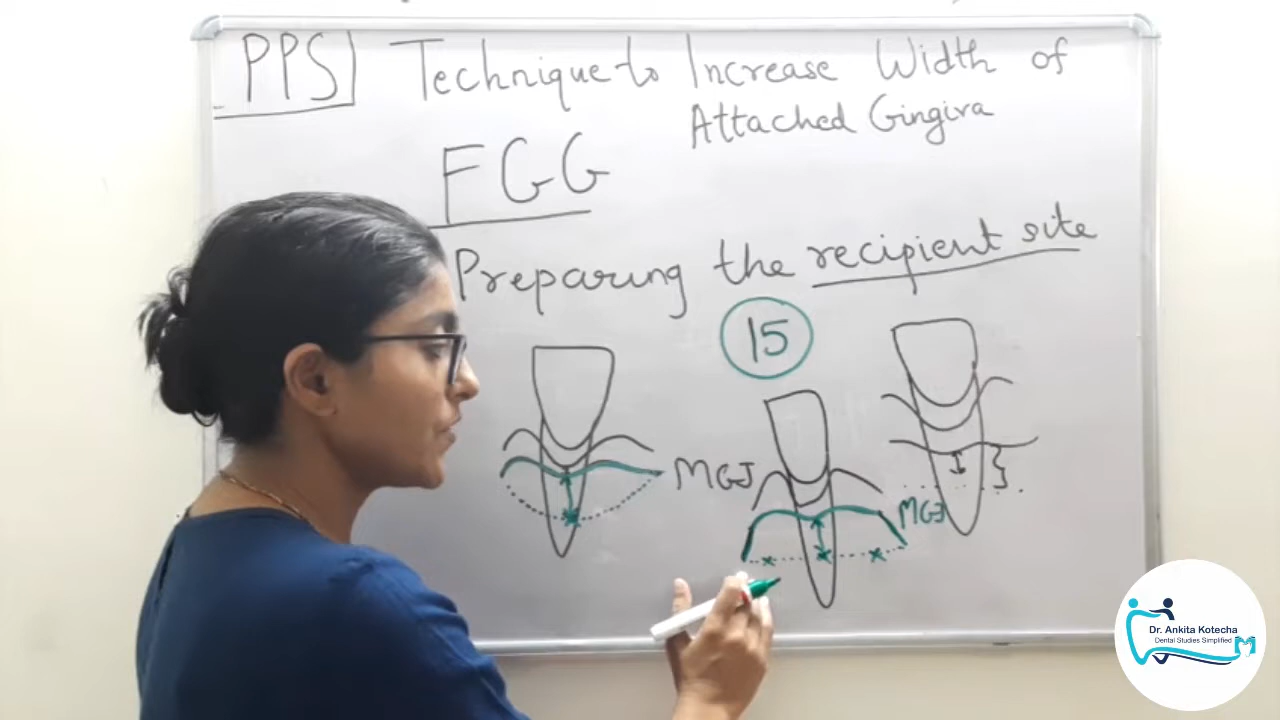 PPS Technique to Increase Width of
Attached Gingiva
FGG
Preparing the recipient site
15
MGJ
MGJ
Dr. Ankita Kotecha
Dental Studies Simplified